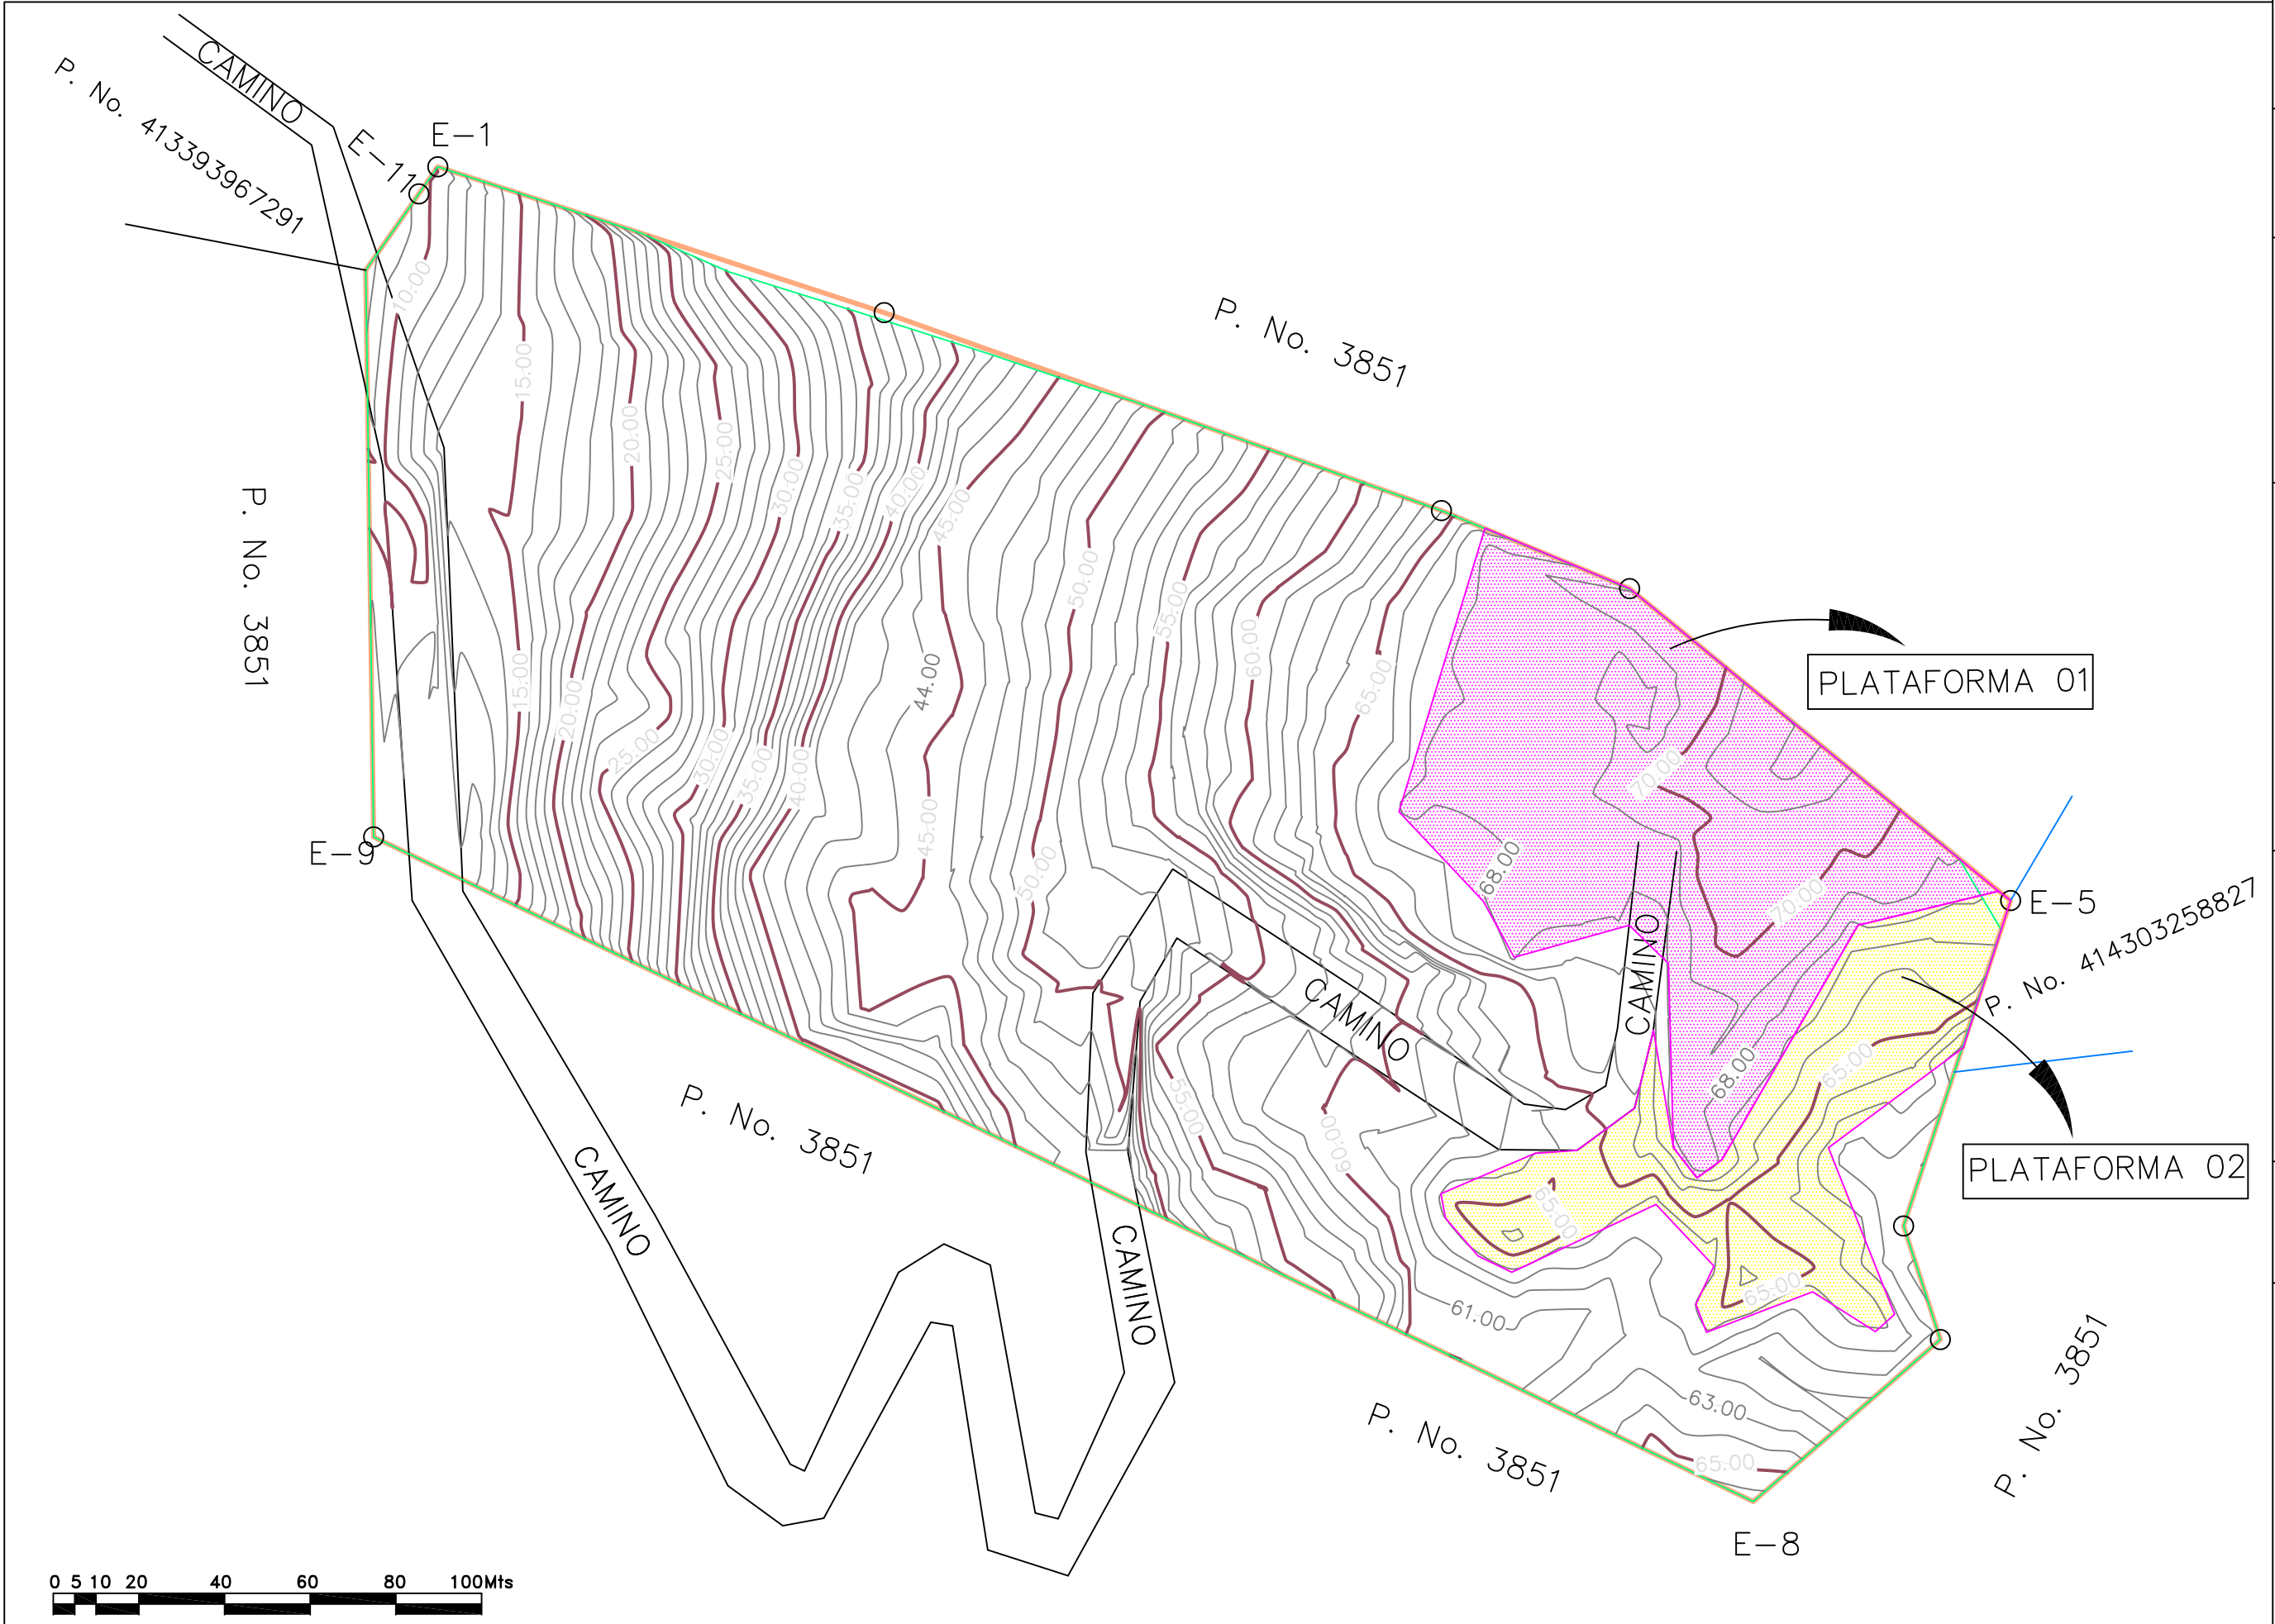 CAMINO
P. No. 413393967291
E-11
E-1
P. No. 3851
P. No. 3851
10.00
15.00
20.00
25.00
30.00
35.00
40.00
45.00
50.00
55.00
60.00
65.00
44.00
PLATAFORMA 01
70.00
15.00
20.00
25.00
30.00
35.00
40.00
45.00
50.00
68.00
70.00
E-9
E-5
P. No. 414303258827
CAMINO
CAMINO
68.00
65.00
55.00
60.00
P. No. 3851
CAMINO
CAMINO
65.00
65.00
61.00
PLATAFORMA 02
63.00
65.00
P. No. 3851
P. No. 3851
E-8
0 5 10 20 40 60 80 100Mts